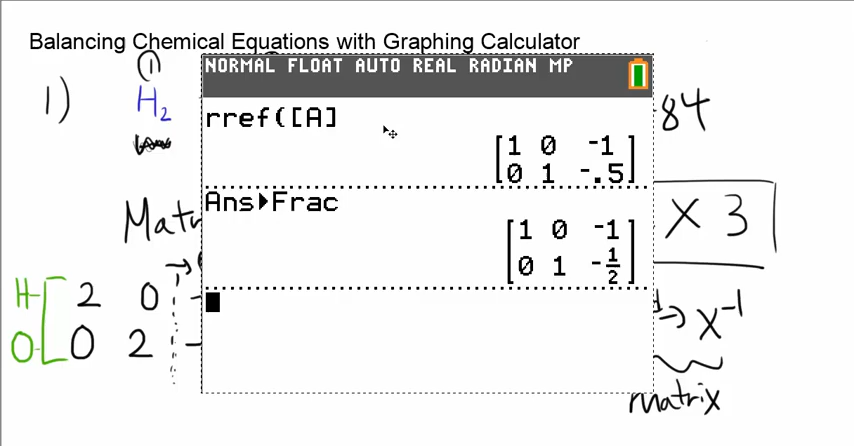 Balancing Chemical Equations with Graphing Calculator
1) H₂ ① 84
NORMAL FLOAT AUTO REAL RADIAN MP
rref([A]
[1 0 -1]
[0 1 -.5]
Ans▶Frac
[1 0 -1]
[0 1 -1/2]
Matr
× 3
H [2 0
O [0 2
→ x⁻¹
matrix